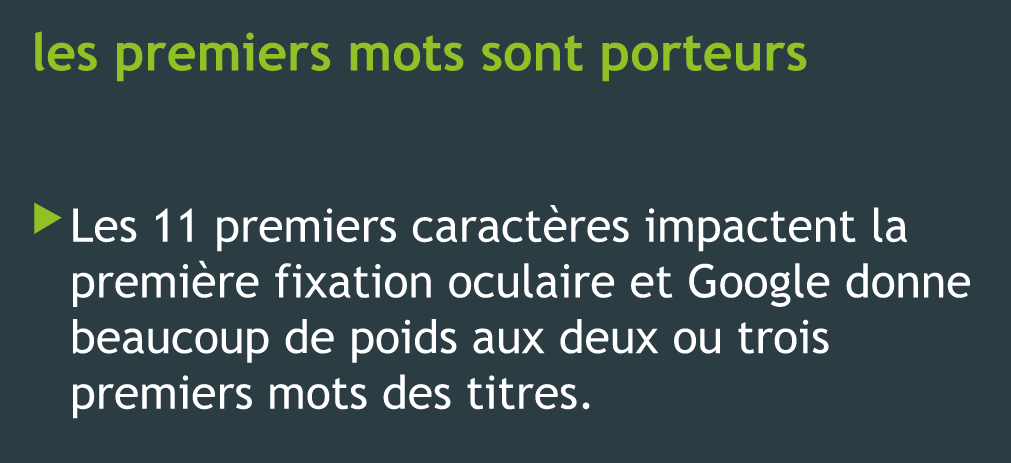 les premiers mots sont porteurs
Les 11 premiers caractères impactent la
première fixation oculaire et Google donne
beaucoup de poids aux deux ou trois
premiers mots des titres.